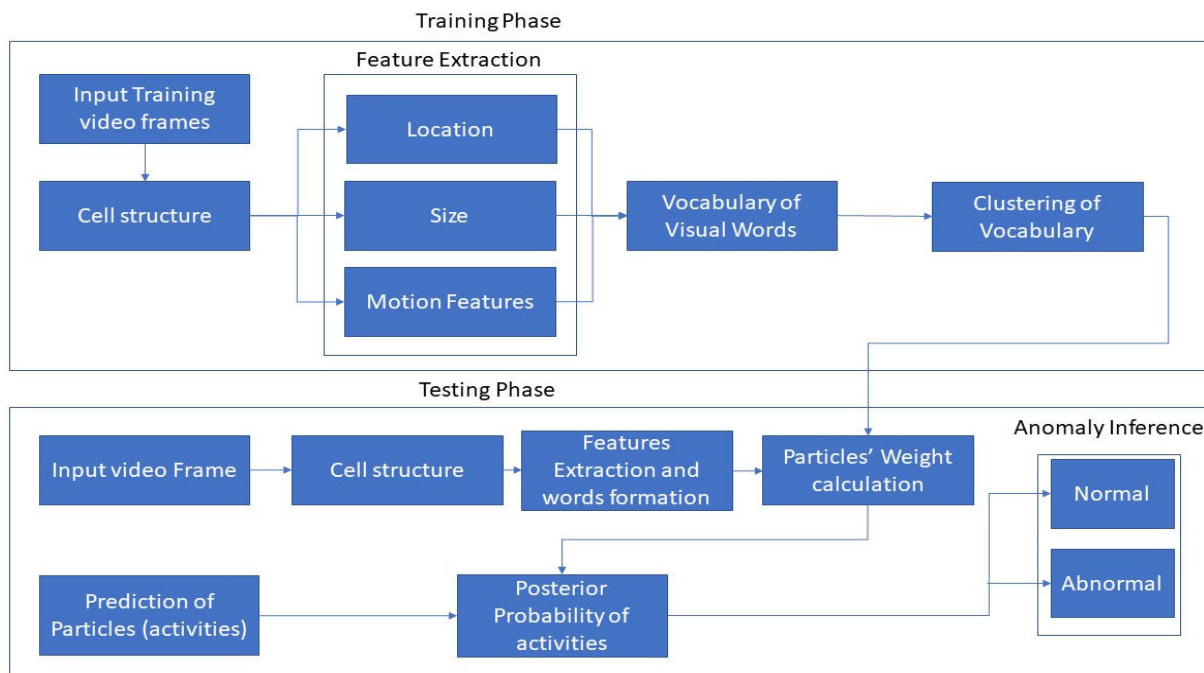 Training Phase
Feature Extraction
Input Training
video frames
Location
Cell structure
Size
Vocabulary of
Visual Words
Clustering of
Vocabulary
Motion Features
Testing Phase
Anomaly Inference
Input video Frame
Cell structure
Features
Extraction and
words formation
Particles’ Weight
calculation
Normal
Abnormal
Prediction of
Particles (activities)
Posterior
Probability of
activities